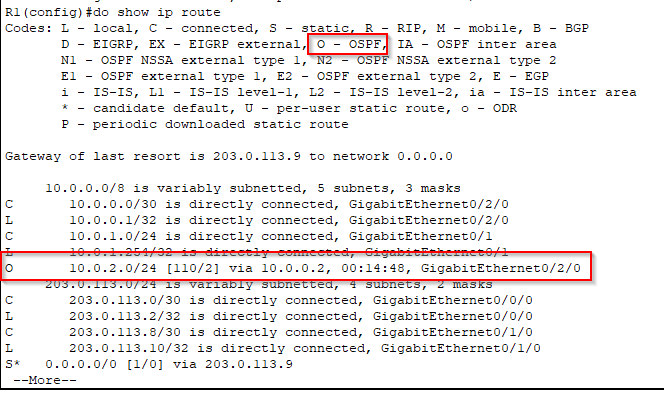 R1(config)#do show ip route
Codes: L - local, C - connected, S - static, R - RIP, M - mobile, B - BGP
       D - EIGRP, EX - EIGRP external, O - OSPF, IA - OSPF inter area
       N1 - OSPF NSSA external type 1, N2 - OSPF NSSA external type 2
       E1 - OSPF external type 1, E2 - OSPF external type 2, E - EGP
       i - IS-IS, L1 - IS-IS level-1, L2 - IS-IS level-2, ia - IS-IS inter area
       * - candidate default, U - per-user static route, o - ODR
       P - periodic downloaded static route
Gateway of last resort is 203.0.113.9 to network 0.0.0.0
     10.0.0.0/8 is variably subnetted, 5 subnets, 3 masks
C       10.0.0.0/30 is directly connected, GigabitEthernet0/2/0
L       10.0.0.1/32 is directly connected, GigabitEthernet0/2/0
C       10.0.1.0/24 is directly connected, GigabitEthernet0/1
L       10.0.1.254/32 is directly connected, GigabitEthernet0/1
O       10.0.2.0/24 [110/2] via 10.0.0.2, 00:14:48, GigabitEthernet0/2/0
     203.0.113.0/24 is variably subnetted, 4 subnets, 2 masks
C       203.0.113.0/30 is directly connected, GigabitEthernet0/0/0
L       203.0.113.2/32 is directly connected, GigabitEthernet0/0/0
C       203.0.113.8/30 is directly connected, GigabitEthernet0/1/0
L       203.0.113.10/32 is directly connected, GigabitEthernet0/1/0
S*   0.0.0.0/0 [1/0] via 203.0.113.9
 --More--